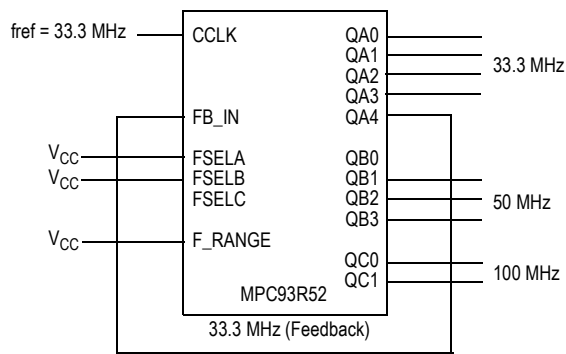 fref = 33.3 MHz
CCLK
QA0
QA1
QA2
QA3
QA4
33.3 MHz
FB_IN
VCC
FSELA
VCC
FSELB
FSELC
QB0
QB1
QB2
QB3
50 MHz
VCC
F_RANGE
QC0
QC1
100 MHz
MPC93R52
33.3 MHz (Feedback)